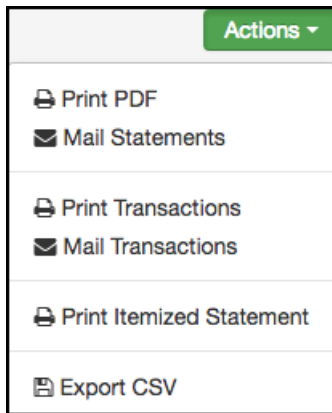 Actions
Print PDF
Mail Statements
Print Transactions
Mail Transactions
Print Itemized Statement
Export CSV